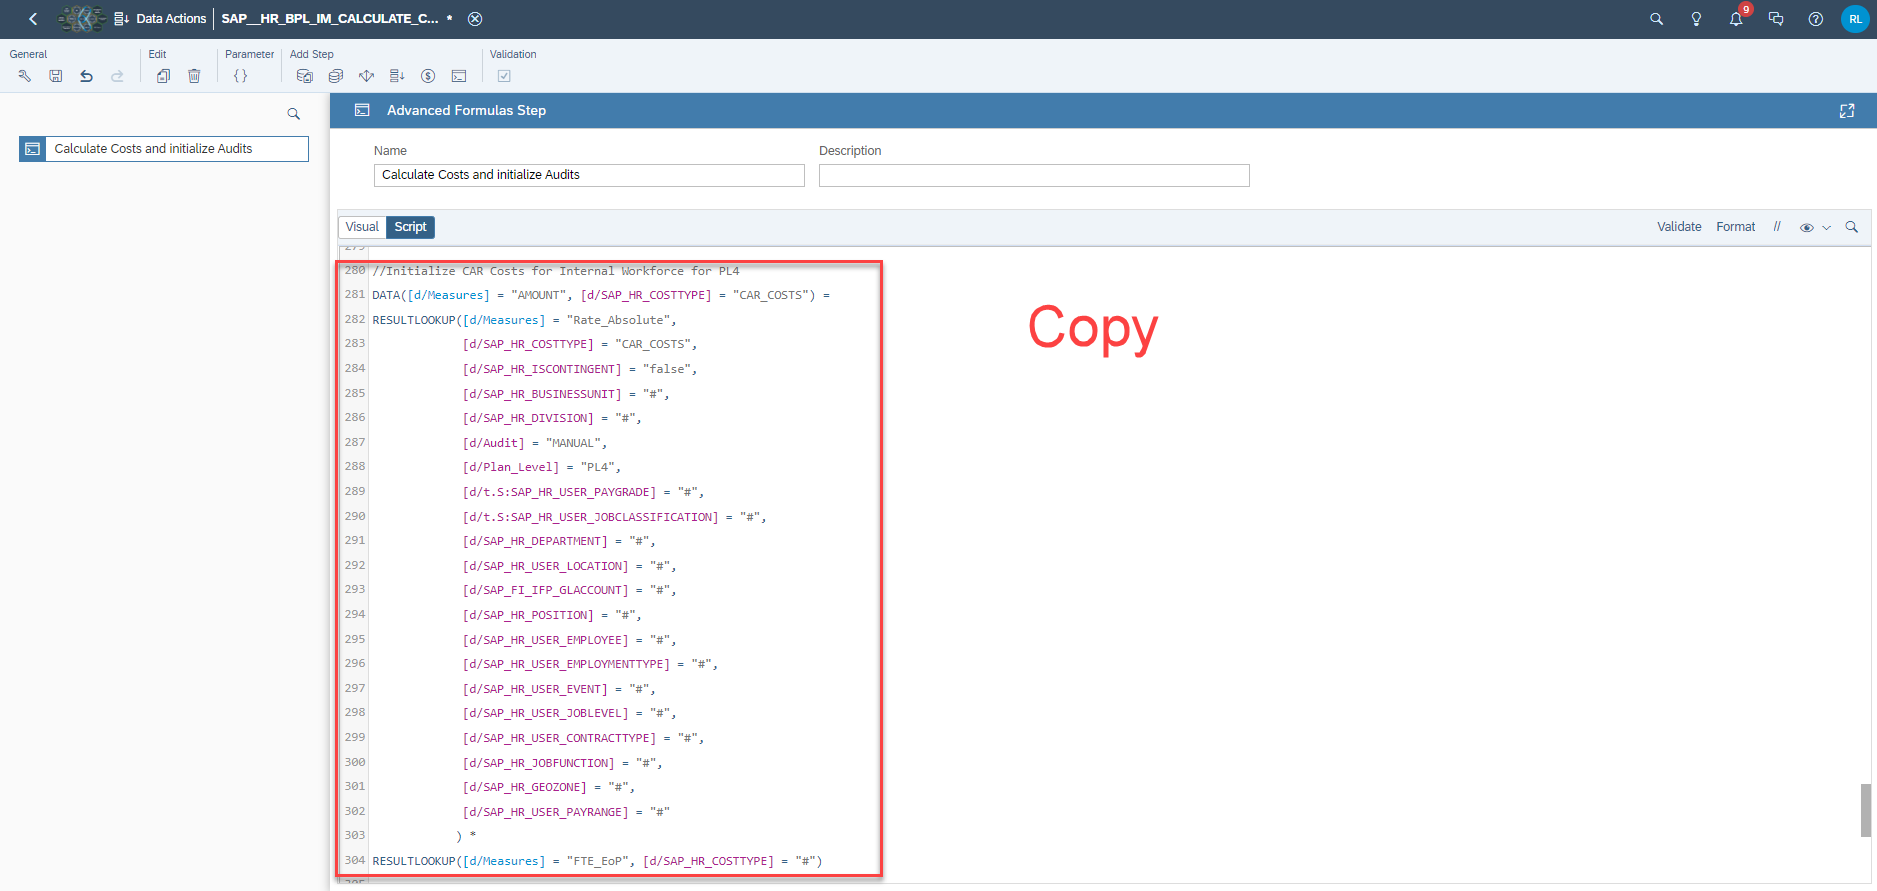 Data Actions SAP__HR_BPL_IM_CALCULATE_C... *
9
RL
General Edit Parameter Add Step Validation
Advanced Formulas Step
Calculate Costs and initialize Audits
Name Description
Calculate Costs and initialize Audits
Visual Script Validate Format //
279
280 //Initialize CAR Costs for Internal Workforce for PL4
281 DATA([d/Measures] = "AMOUNT", [d/SAP_HR_COSTTYPE] = "CAR_COSTS") =
282 RESULTLOOKUP([d/Measures] = "Rate_Absolute",
283 [d/SAP_HR_COSTTYPE] = "CAR_COSTS",
284 [d/SAP_HR_ISCONTINGENT] = "false",
285 [d/SAP_HR_BUSINESSUNIT] = "#",
286 [d/SAP_HR_DIVISION] = "#",
287 [d/Audit] = "MANUAL",
288 [d/Plan_Level] = "PL4",
289 [d/t.S:SAP_HR_USER_PAYGRADE] = "#",
290 [d/t.S:SAP_HR_USER_JOBCLASSIFICATION] = "#",
291 [d/SAP_HR_DEPARTMENT] = "#",
292 [d/SAP_HR_USER_LOCATION] = "#",
293 [d/SAP_FI_IFP_GLACCOUNT] = "#",
294 [d/SAP_HR_POSITION] = "#",
295 [d/SAP_HR_USER_EMPLOYEE] = "#",
296 [d/SAP_HR_USER_EMPLOYMENTTYPE] = "#",
297 [d/SAP_HR_USER_EVENT] = "#",
298 [d/SAP_HR_USER_JOBLEVEL] = "#",
299 [d/SAP_HR_USER_CONTRACTTYPE] = "#",
300 [d/SAP_HR_JOBFUNCTION] = "#",
301 [d/SAP_HR_GEOZONE] = "#",
302 [d/SAP_HR_USER_PAYRANGE] = "#"
303 ) *
304 RESULTLOOKUP([d/Measures] = "FTE_EoP", [d/SAP_HR_COSTTYPE] = "#")
305
Copy